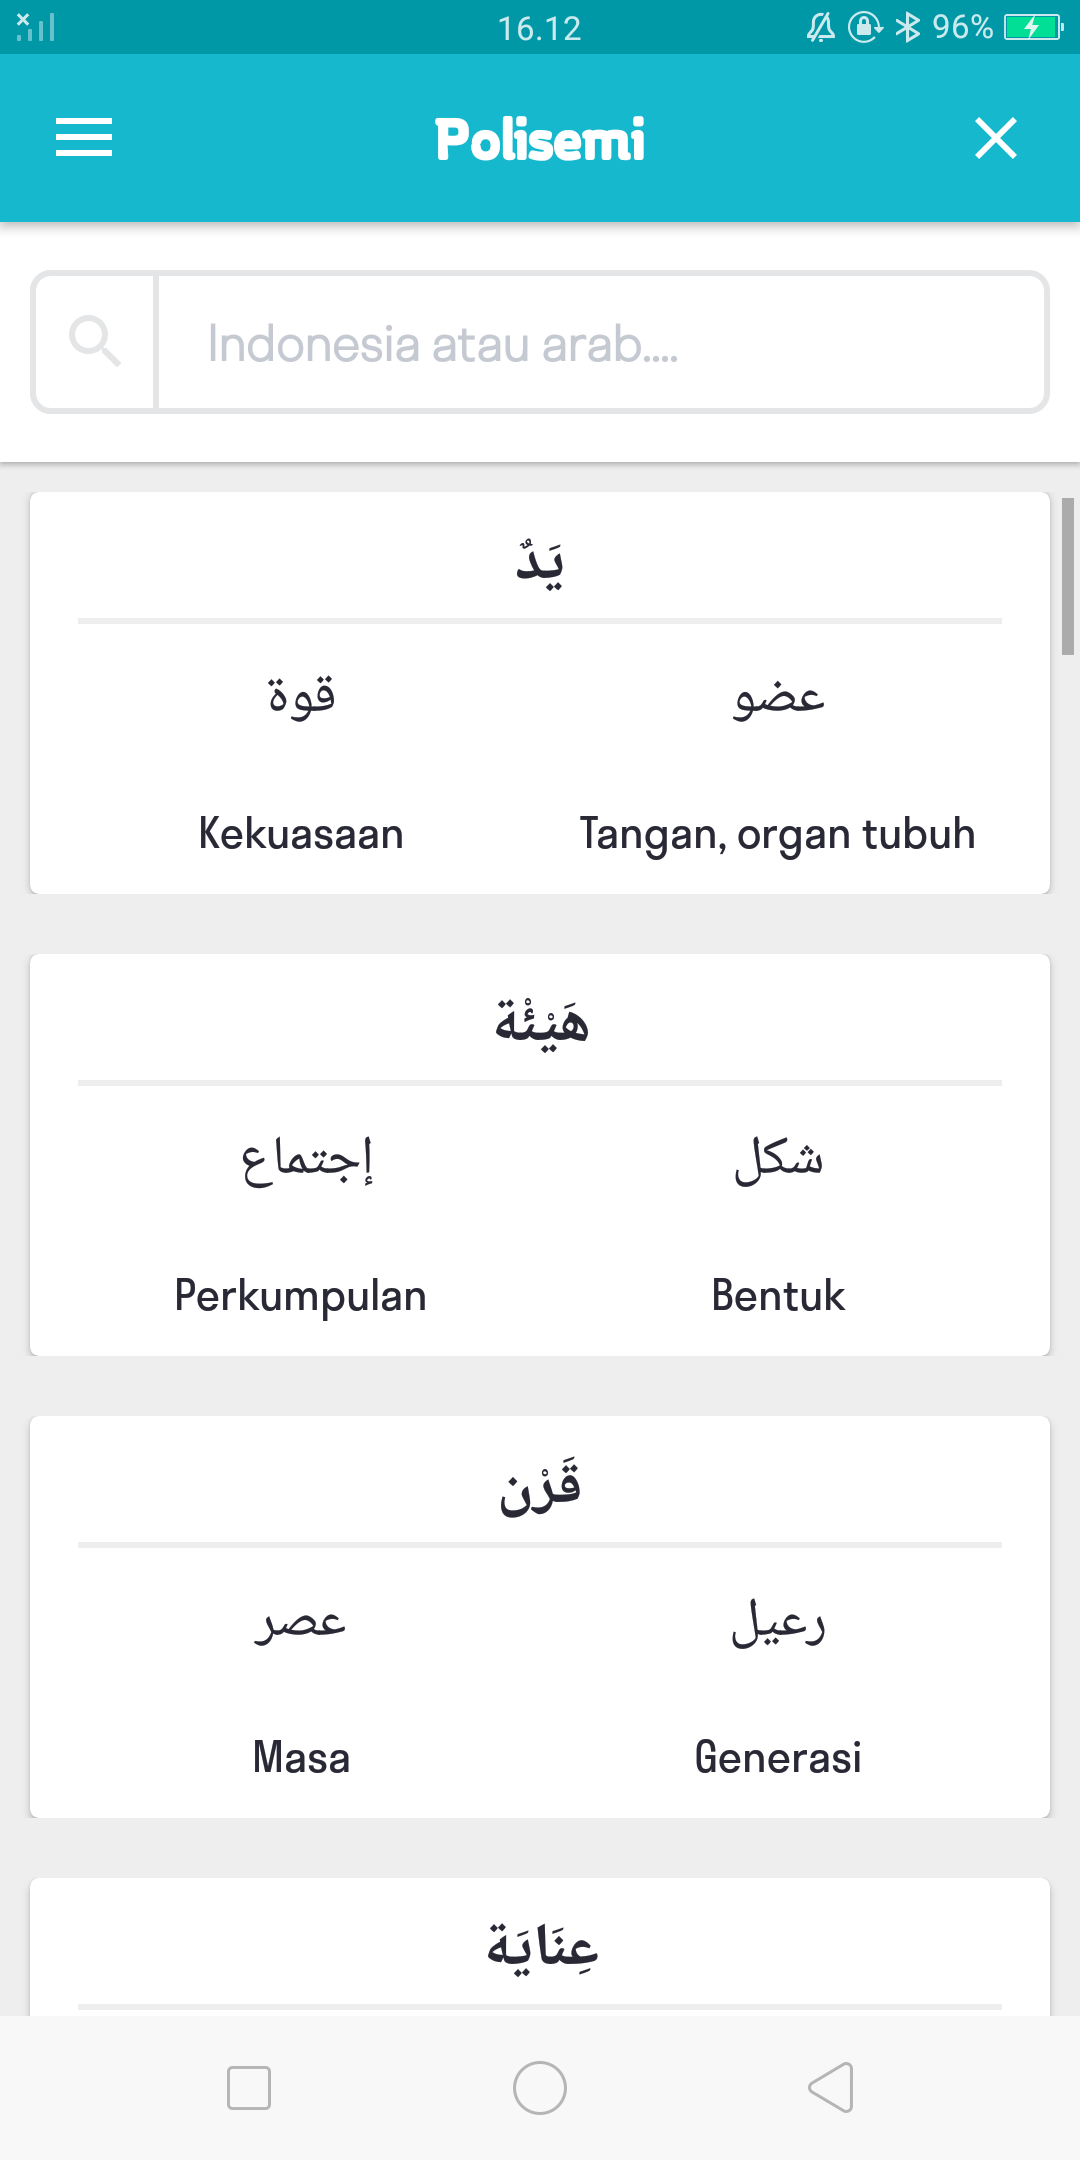 16.12
96%
Polisemi
Indonesia atau arab....
يَدٌ
قوة عضو
Kekuasaan Tangan, organ tubuh
هَيْئْة
إجتماع شكل
Perkumpulan Bentuk
قَرْن
عصر رعيل
Masa Generasi
عِنَايَة